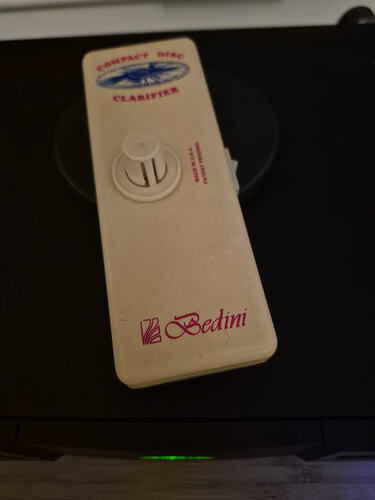 COMPACT DISC
CLARIFIER
MADE IN U.S.A.
PATENT PENDING
Bedini